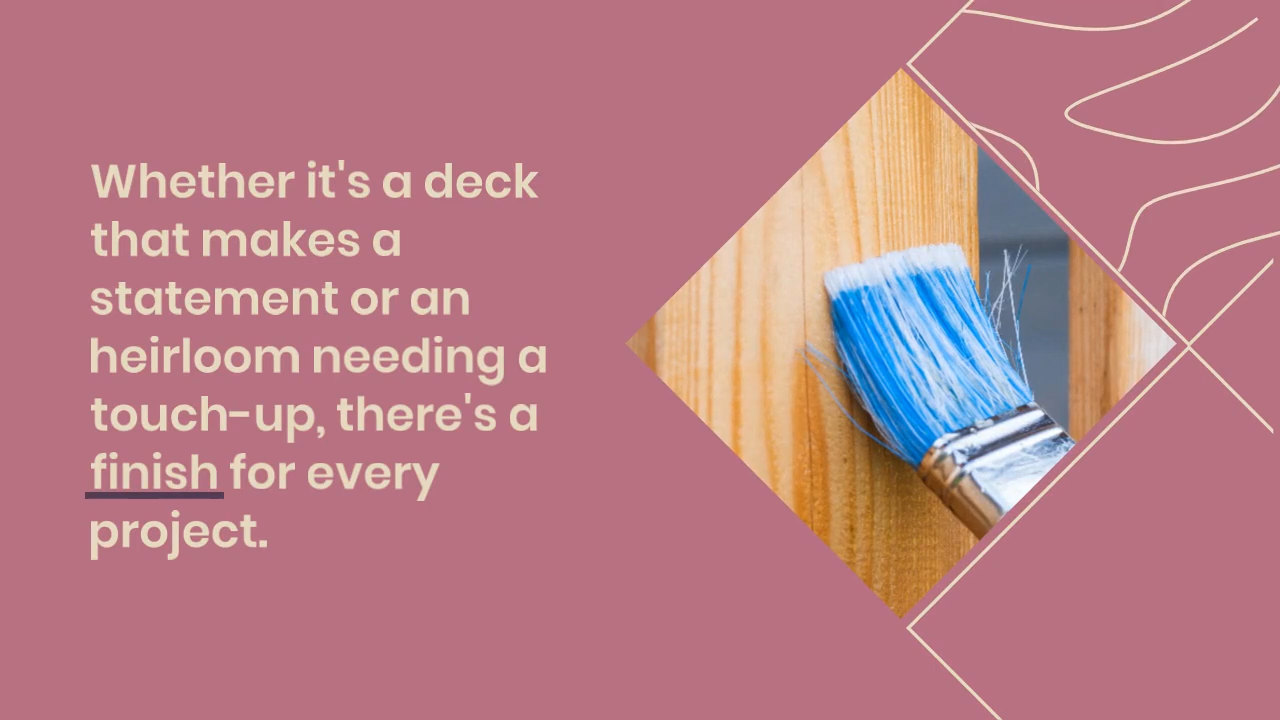 Whether it's a deck
that makes a
statement or an
heirloom needing a
touch-up, there's a
finish for every
project.